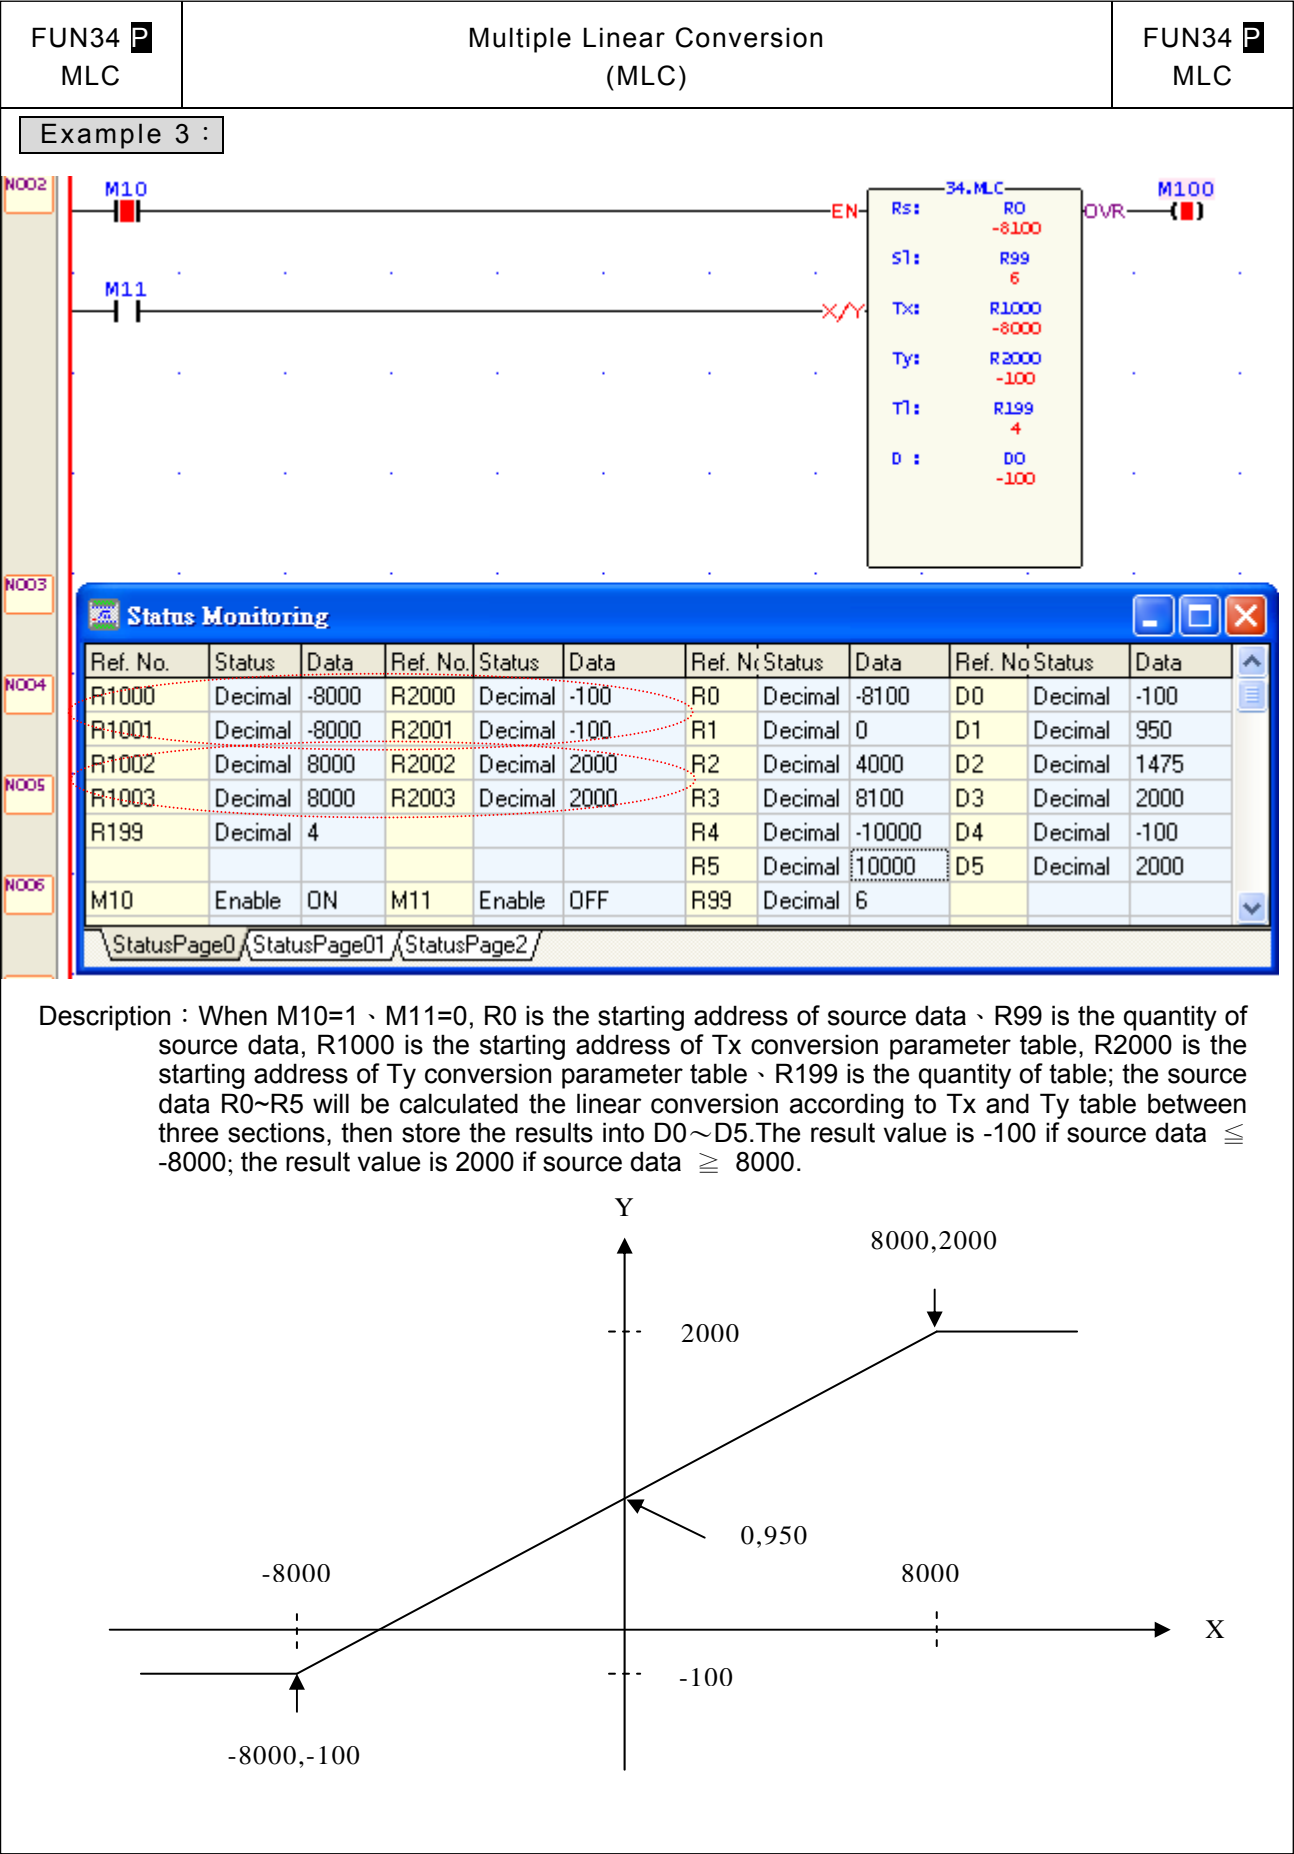 FUN34 P
MLC
Multiple Linear Conversion
(MLC)
FUN34 P
MLC
Example 3：
N002
M10
EN
34.MLC
Rs: R0
-8100
OVR
M100
Sl: R99
6
M11
X/Y
Tx: R1000
-8000
Ty: R2000
-100
Tl: R199
4
D : D0
-100
N003
N004
N005
N006
Status Monitoring
Ref. No. Status Data Ref. No. Status Data Ref. No Status Data Ref. No Status Data
R1000 Decimal -8000 R2000 Decimal -100 R0 Decimal -8100 D0 Decimal -100
R1001 Decimal -8000 R2001 Decimal -100 R1 Decimal 0 D1 Decimal 950
R1002 Decimal 8000 R2002 Decimal 2000 R2 Decimal 4000 D2 Decimal 1475
R1003 Decimal 8000 R2003 Decimal 2000 R3 Decimal 8100 D3 Decimal 2000
R199 Decimal 4 R4 Decimal -10000 D4 Decimal -100
R5 Decimal 10000 D5 Decimal 2000
M10 Enable ON M11 Enable OFF R99 Decimal 6
StatusPage0 StatusPage01 StatusPage2
Description：When M10=1、M11=0, R0 is the starting address of source data、R99 is the quantity of
source data, R1000 is the starting address of Tx conversion parameter table, R2000 is the
starting address of Ty conversion parameter table、R199 is the quantity of table; the source
data R0~R5 will be calculated the linear conversion according to Tx and Ty table between
three sections, then store the results into D0～D5.The result value is -100 if source data ≦
-8000; the result value is 2000 if source data ≧ 8000.
Y
8000,2000
2000
0,950
-8000
8000
X
-100
-8000,-100